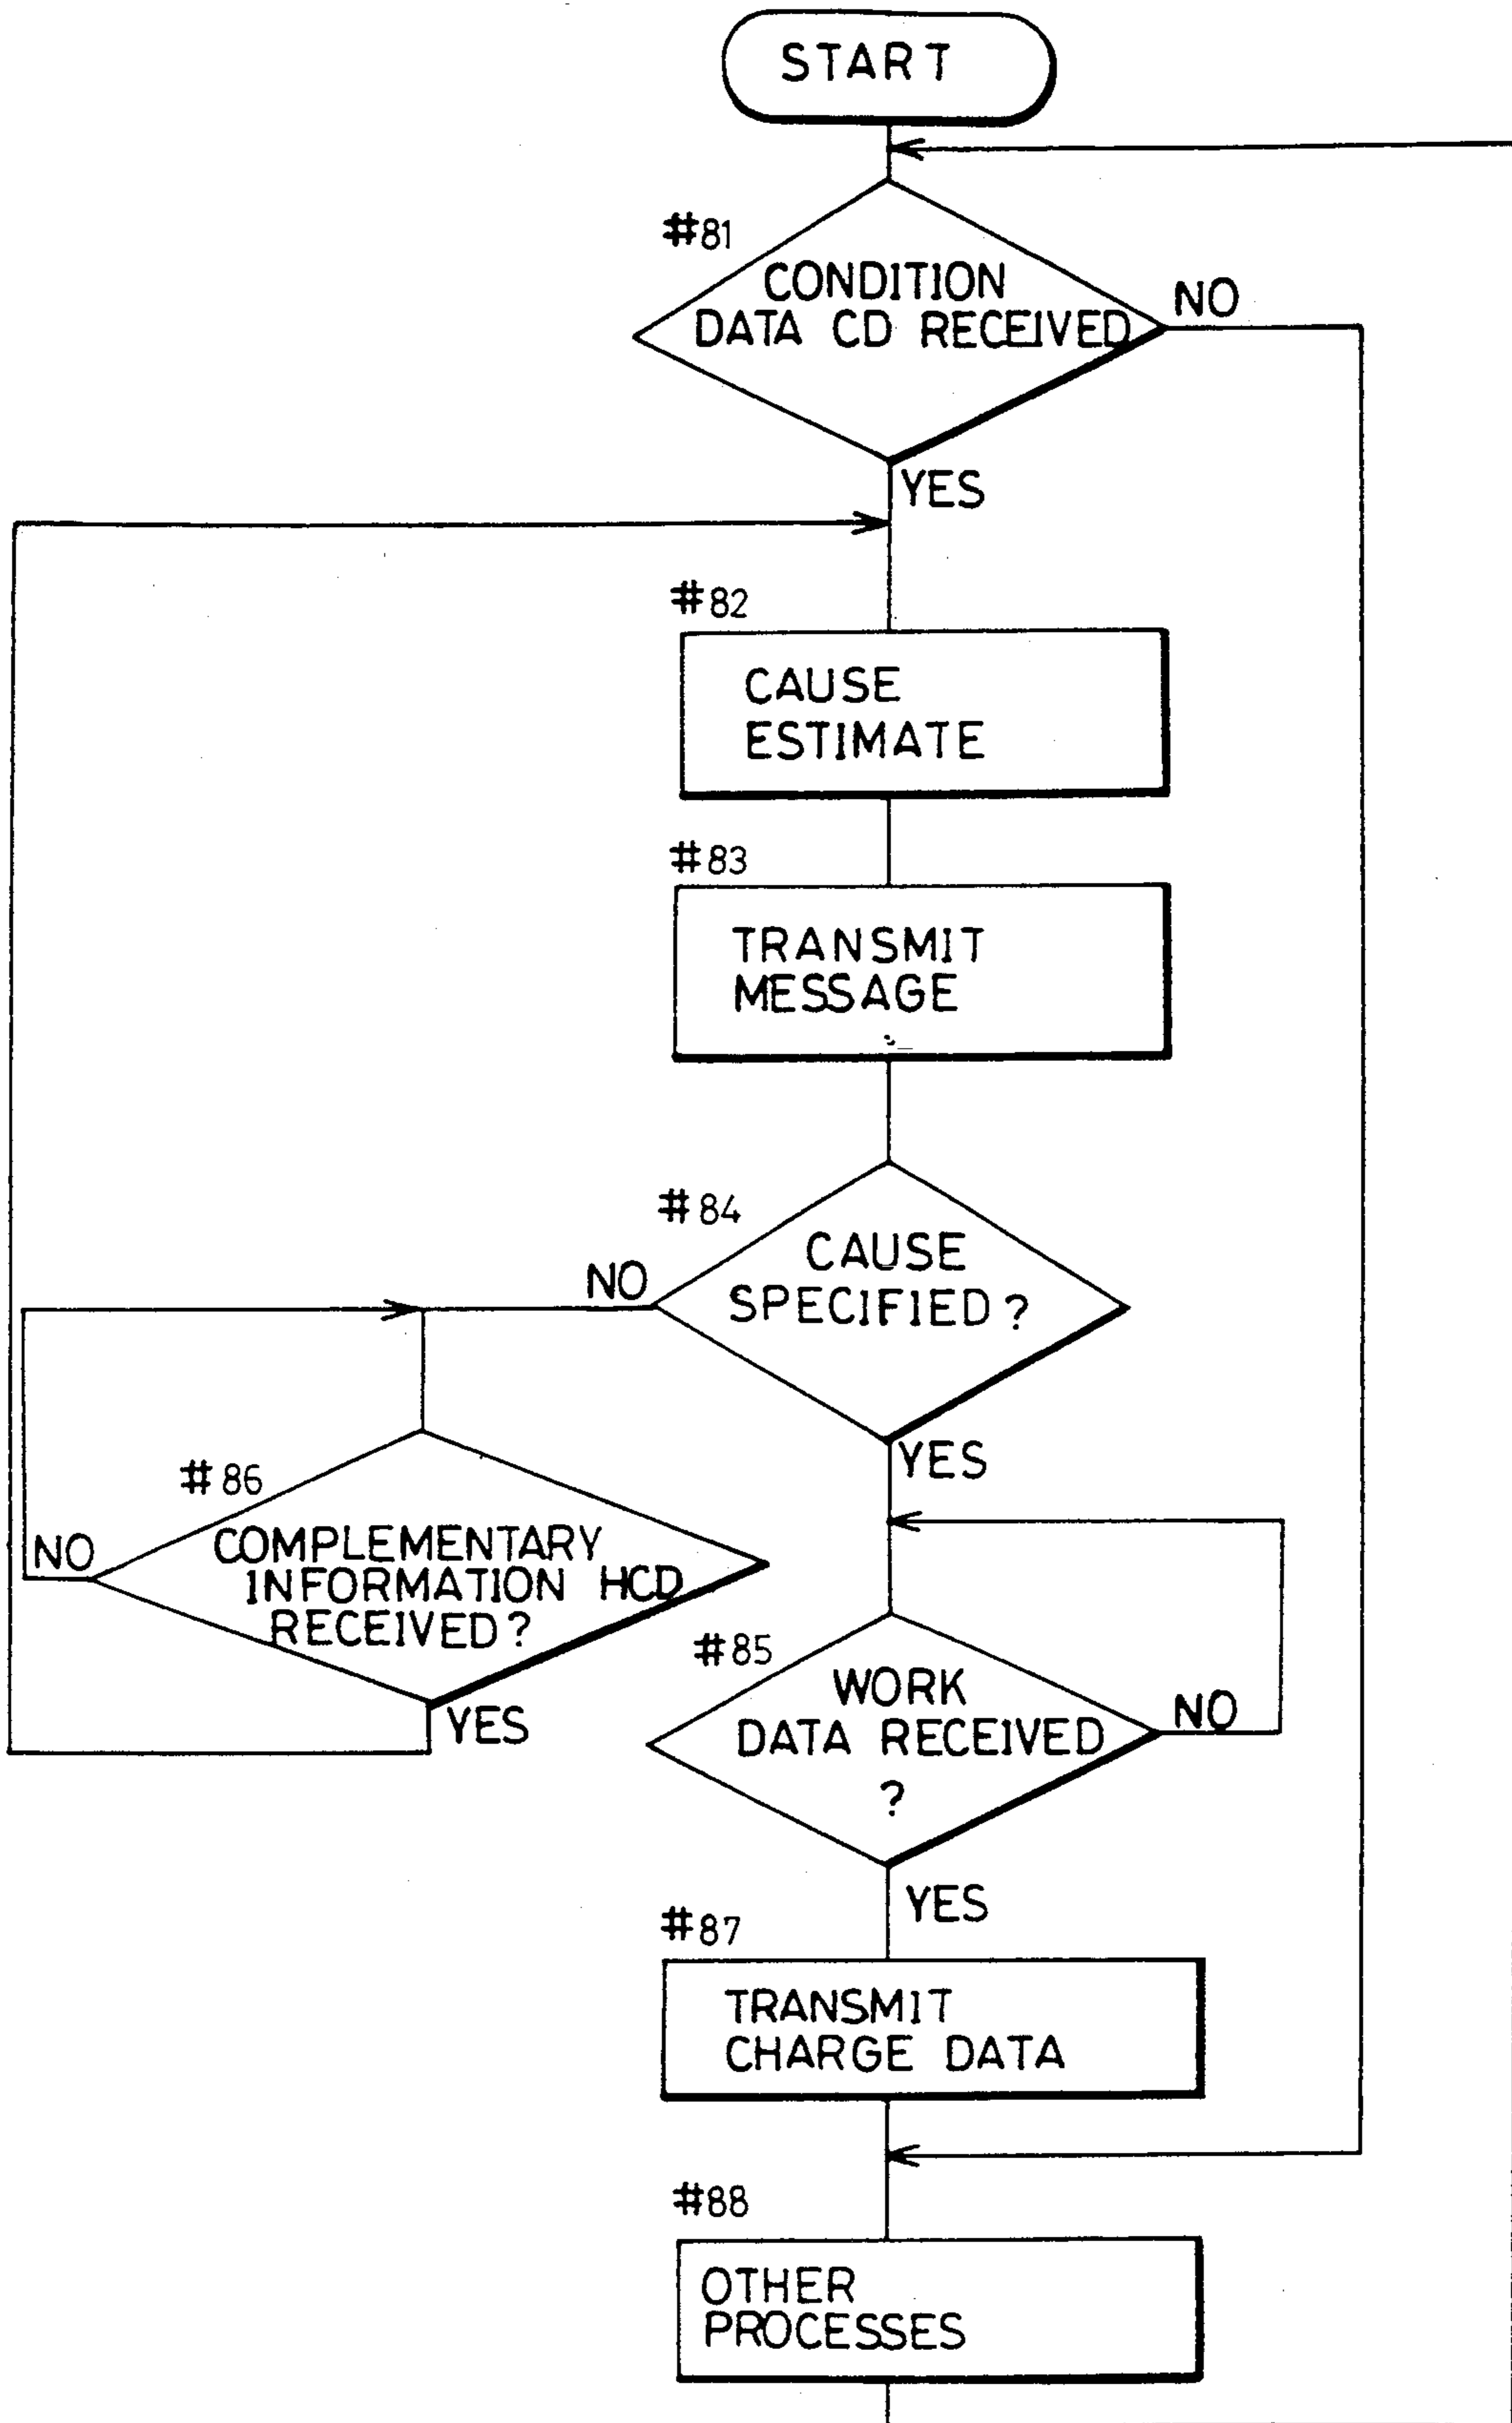 START
#81
CONDITION
DATA CD RECEIVED
NO
YES
#82
CAUSE
ESTIMATE
#83
TRANSMIT
MESSAGE
#84
CAUSE
SPECIFIED?
NO
YES
#86
COMPLEMENTARY
INFORMATION HCD
RECEIVED?
NO
YES
#85
WORK
DATA RECEIVED
?
NO
YES
#87
TRANSMIT
CHARGE DATA
#88
OTHER
PROCESSES